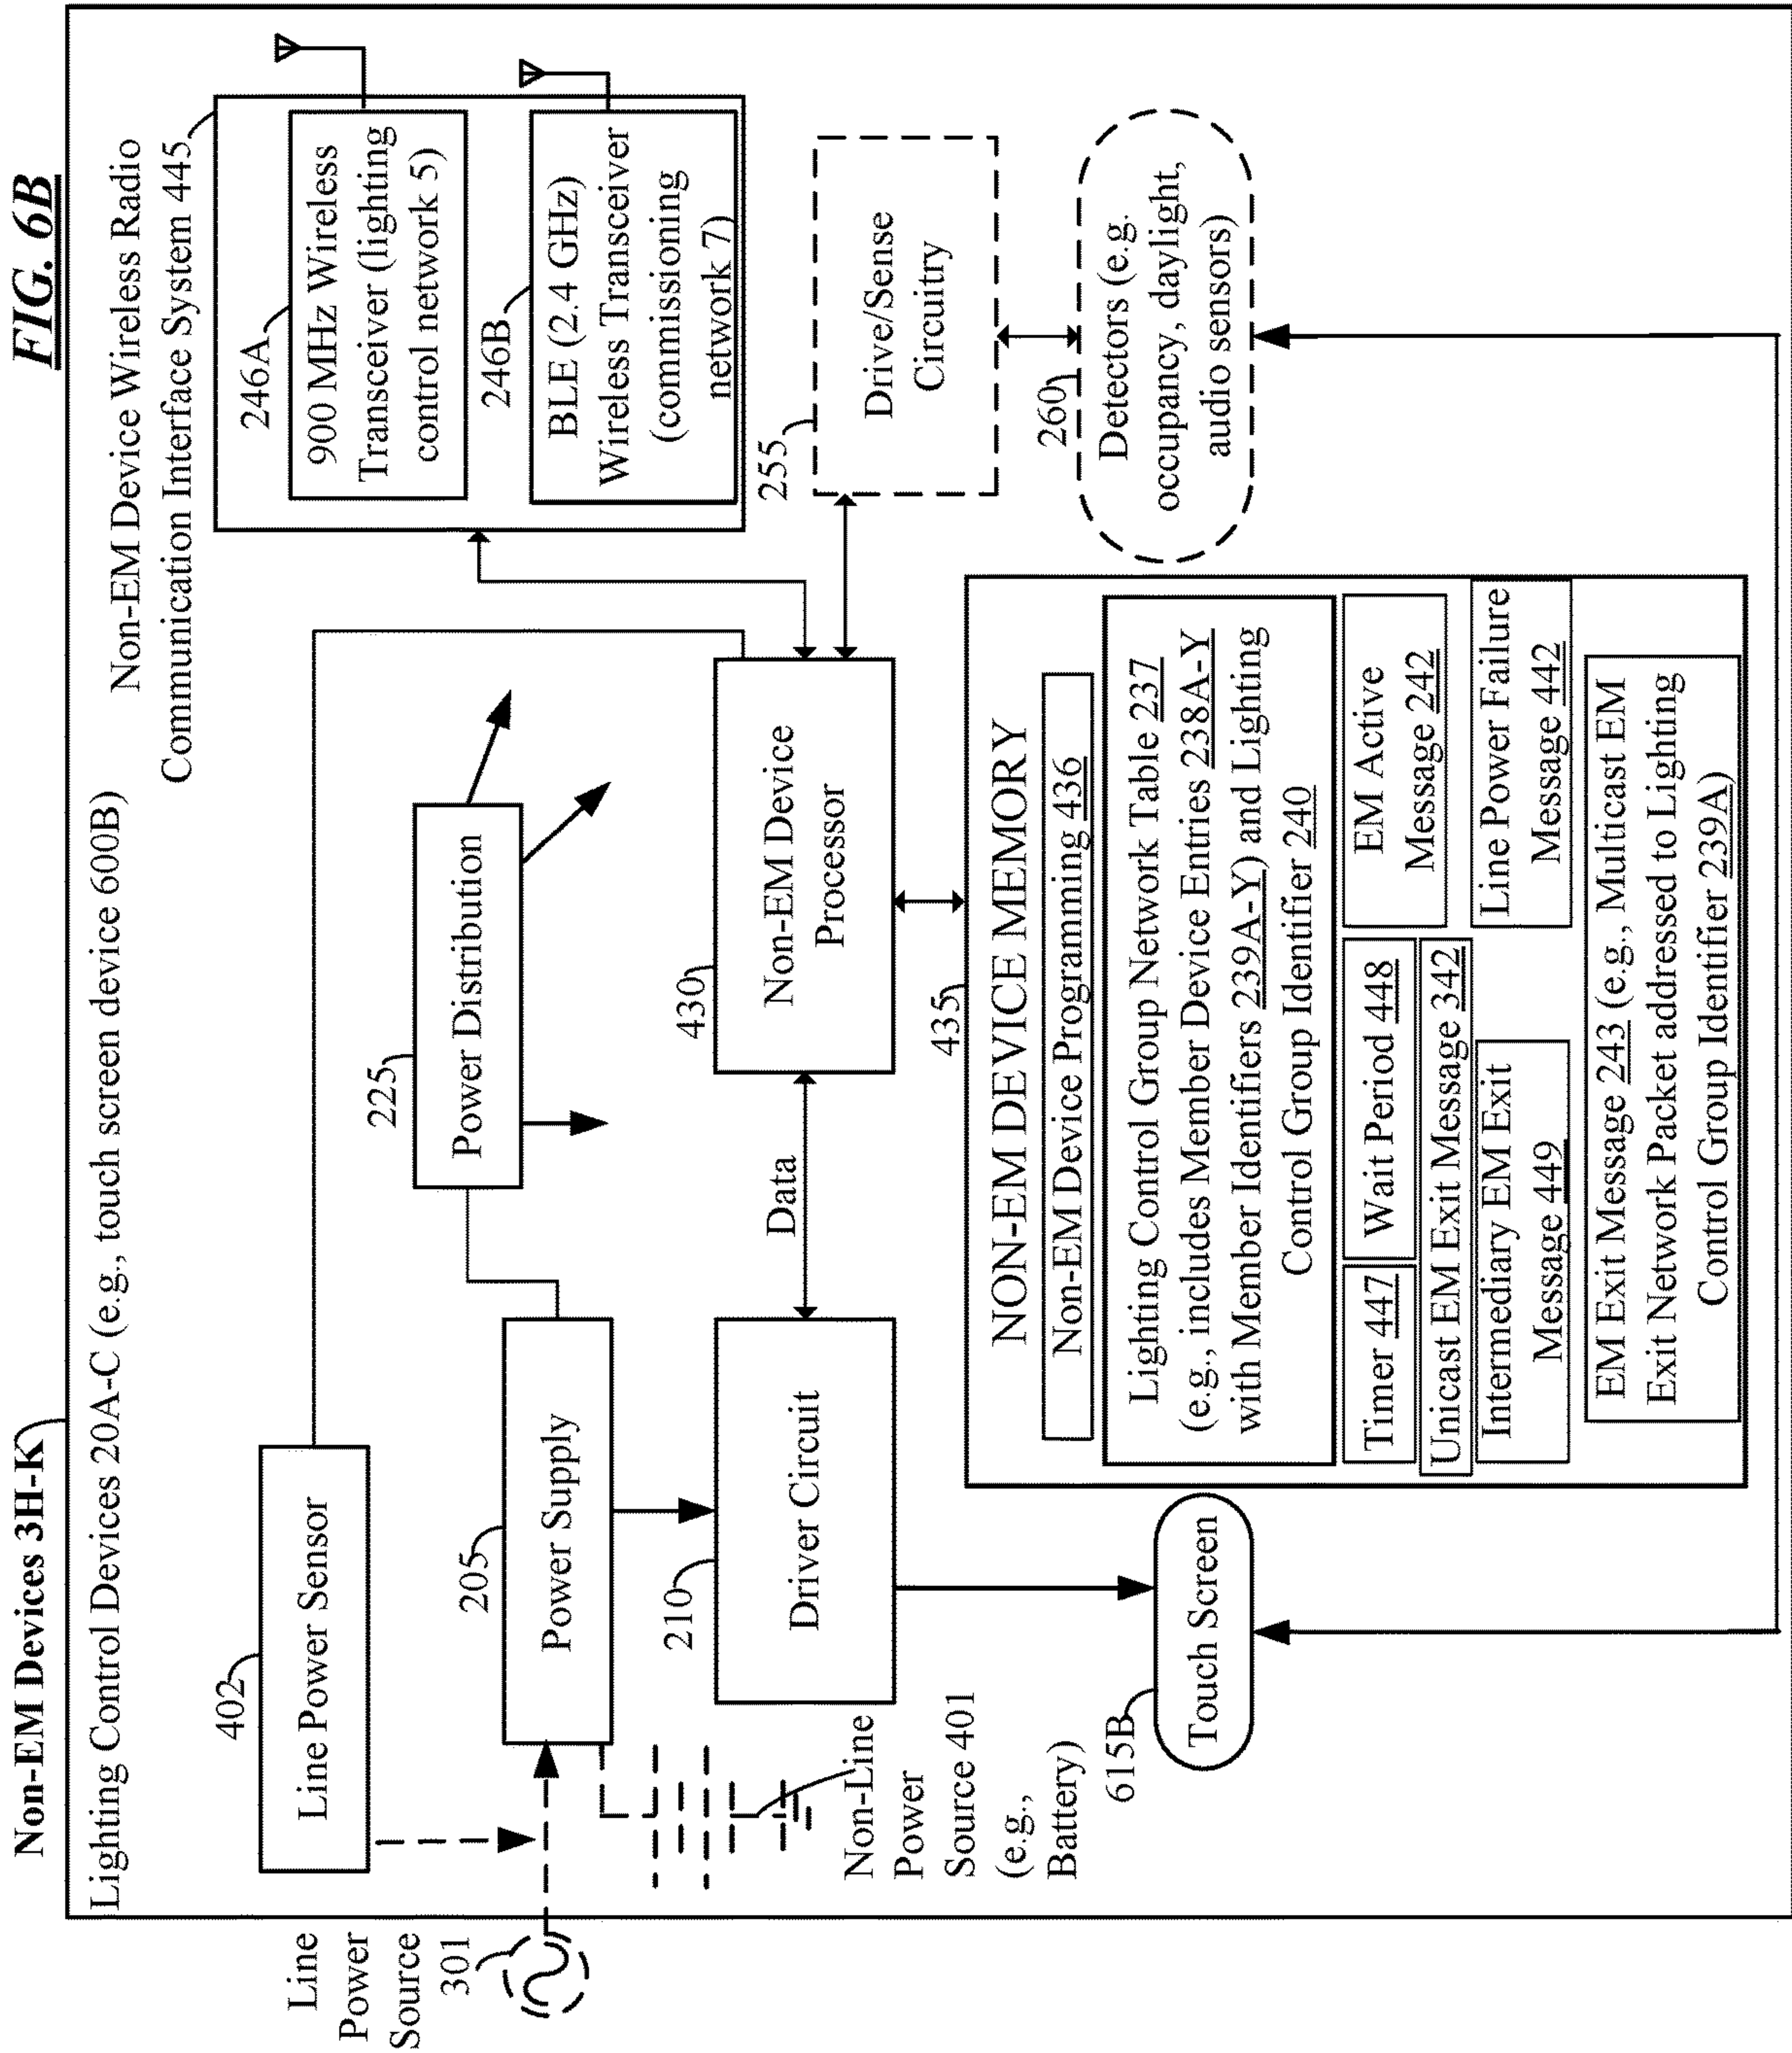 FIG. 6B
Non-EM Devices 3H-K
Lighting Control Devices 20A-C (e.g., touch screen device 600B)
Non-EM Device Wireless Radio
Communication Interface System 445
246A
900 MHz Wireless
Transceiver (lighting
control network 5)
246B
BLE (2.4 GHz)
Wireless Transceiver
(commissioning
network 7)
402
Line Power Sensor
225
Power Distribution
Line
Power
Source
301
205
Power Supply
210
Driver Circuit
Data
430
Non-EM Device
Processor
255
Drive/Sense
Circuitry
260
Detectors (e.g.
occupancy, daylight,
audio sensors)
Non-Line
Power
Source 401
(e.g.,
Battery)
615B
Touch Screen
435
NON-EM DEVICE MEMORY
Non-EM Device Programming 436
Lighting Control Group Network Table 237
(e.g., includes Member Device Entries 238A-Y
with Member Identifiers 239A-Y) and Lighting
Control Group Identifier 240
Timer 447
Wait Period 448
EM Active
Message 242
Unicast EM Exit Message 342
Intermediary EM Exit
Message 449
Line Power Failure
Message 442
EM Exit Message 243 (e.g., Multicast EM
Exit Network Packet addressed to Lighting
Control Group Identifier 239A)